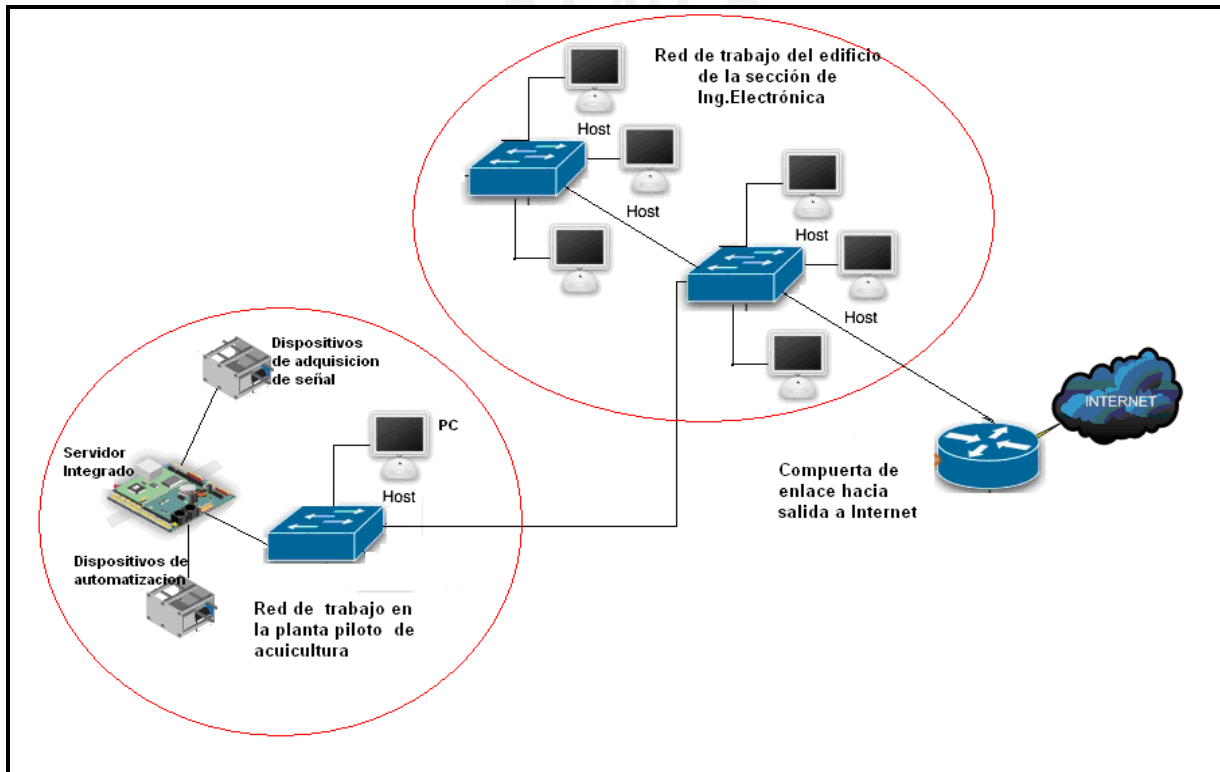 Red de trabajo del edificio
de la sección de
Ing.Electrónica
Host
Host
Host
Host
Dispositivos
de adquisicion
de señal
PC
Servidor
Integrado
Host
Dispositivos de
automatizacion
Red de trabajo en
la planta piloto de
acuicultura
INTERNET
Compuerta de
enlace hacia
salida a Internet